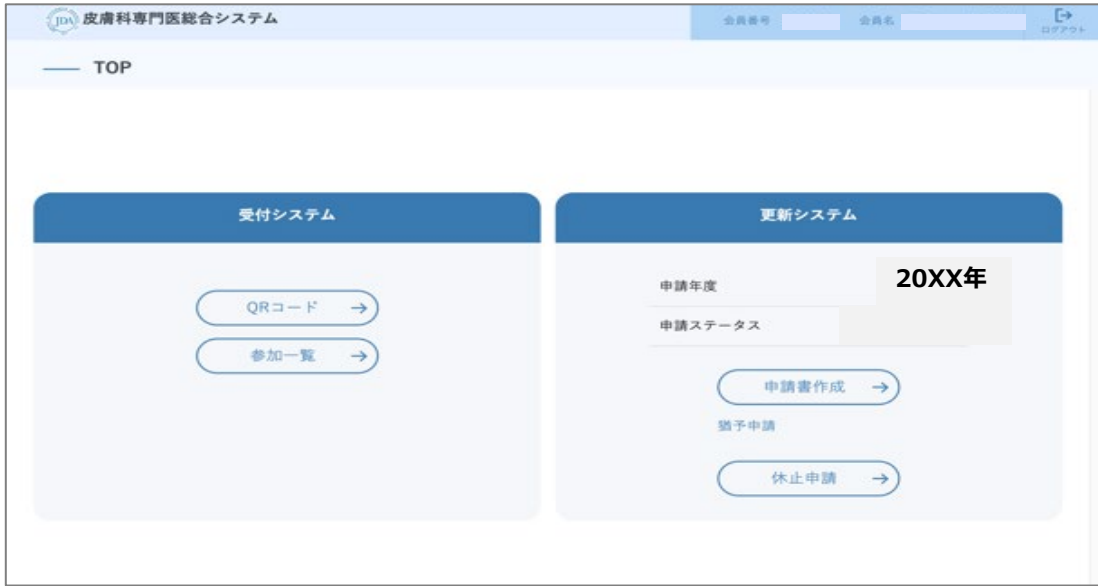 JDA 皮膚科専門医総合システム
会員番号 会員名 ログアウト
TOP
受付システム
QRコード
参加一覧
更新システム
申請年度 20XX年
申請ステータス
申請書作成
猶予申請
休止申請